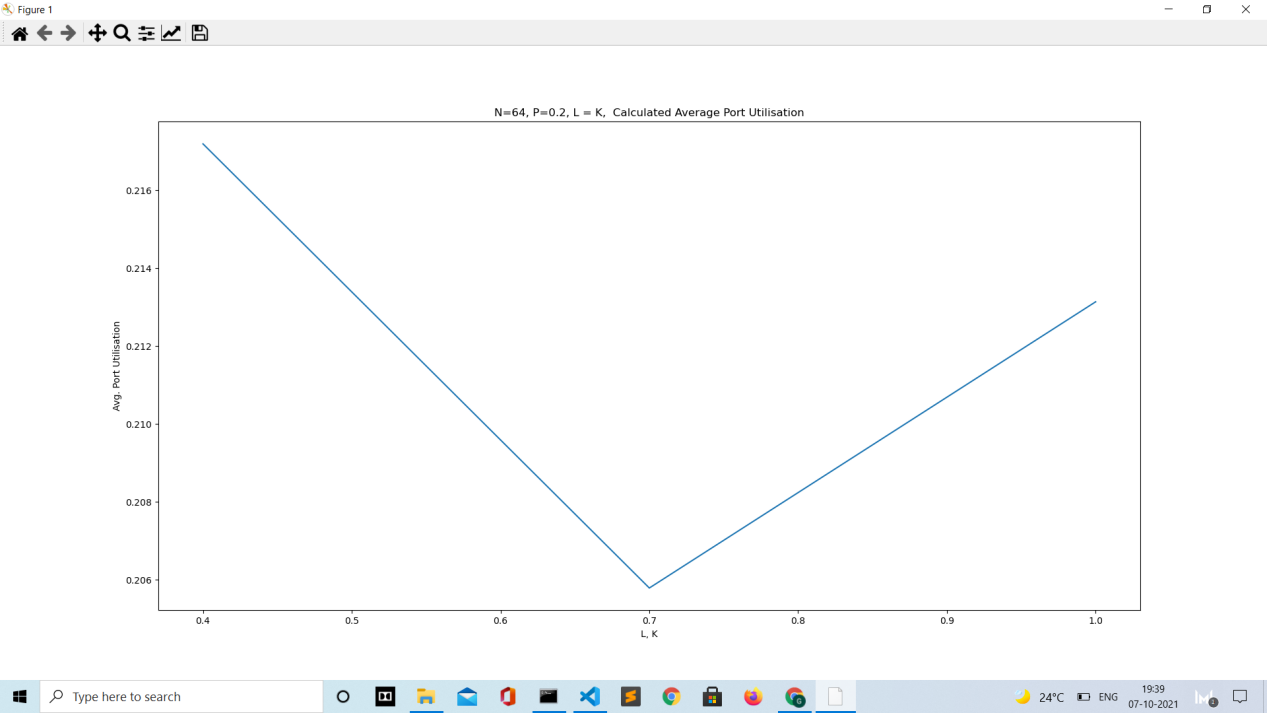 Figure 1
N=64, P=0.2, L = K,  Calculated Average Port Utilisation
Avg. Port Utilisation
0.216
0.214
0.212
0.210
0.208
0.206
0.4 0.5 0.6 0.7 0.8 0.9 1.0
L, K
Type here to search
24°C ENG
19:39
07-10-2021